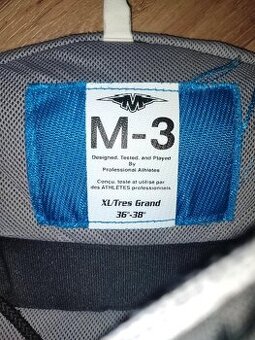 M-3
Designed, Tested, and Played
By
Professional Athletes
Conçu, testé et utilisé par
des ATHLÈTES professionnels
XL/Tres Grand
36"-38"